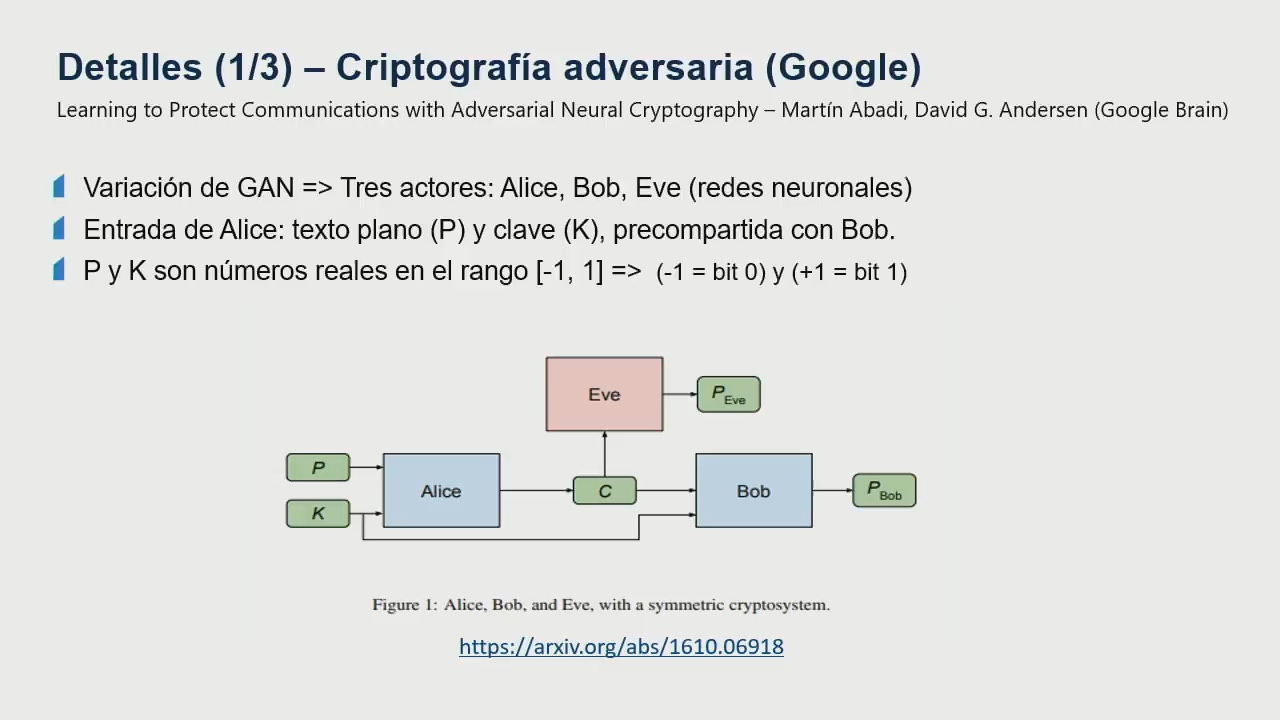 Detalles (1/3) – Criptografía adversaria (Google)
Learning to Protect Communications with Adversarial Neural Cryptography – Martín Abadi, David G. Andersen (Google Brain)
Variación de GAN => Tres actores: Alice, Bob, Eve (redes neuronales)
Entrada de Alice: texto plano (P) y clave (K), precompartida con Bob.
P y K son números reales en el rango [-1, 1] => (-1 = bit 0) y (+1 = bit 1)
Eve
P Eve
P
Alice
C
Bob
P Bob
K
Figure 1: Alice, Bob, and Eve, with a symmetric cryptosystem.
https://arxiv.org/abs/1610.06918